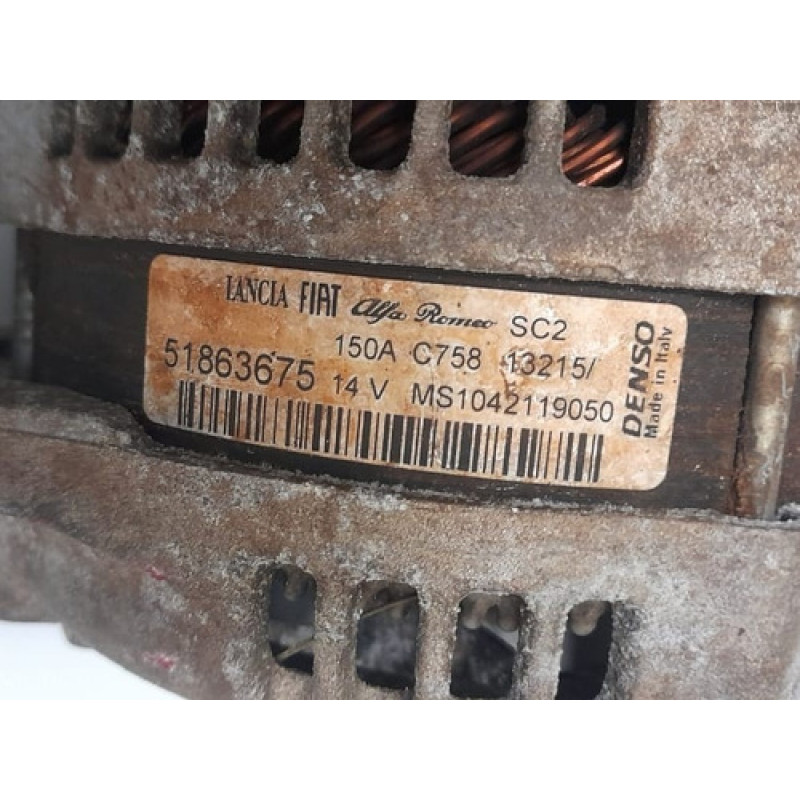 LANCIA FIAT Alfa Romeo SC2
150A C758 13215/
51863675 14 V MS1042119050
DENSO
Made in Italy